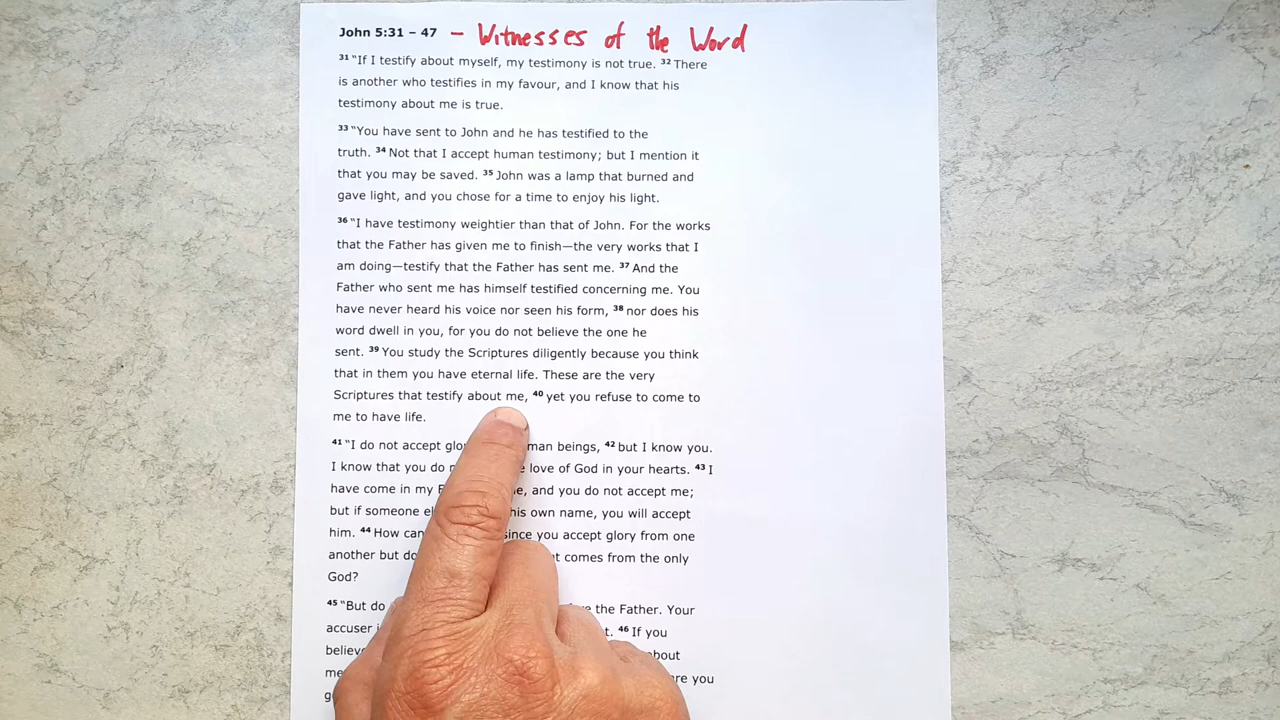 John 5:31 – 47 – Witnesses of the Word
31 "If I testify about myself, my testimony is not true. 32 There
is another who testifies in my favour, and I know that his
testimony about me is true.
33 "You have sent to John and he has testified to the
truth. 34 Not that I accept human testimony; but I mention it
that you may be saved. 35 John was a lamp that burned and
gave light, and you chose for a time to enjoy his light.
36 "I have testimony weightier than that of John. For the works
that the Father has given me to finish—the very works that I
am doing—testify that the Father has sent me. 37 And the
Father who sent me has himself testified concerning me. You
have never heard his voice nor seen his form, 38 nor does his
word dwell in you, for you do not believe the one he
sent. 39 You study the Scriptures diligently because you think
that in them you have eternal life. These are the very
Scriptures that testify about me, 40 yet you refuse to come to
me to have life.
41 "I do not accept beings, 42 but I know you.
I know that you do love of God in your hearts. 43 I
have come in my and you do not accept me;
but if someone his own name, you will accept
him. 44 How can since you accept glory from one
another but comes from the only
God?
45 "But do the Father. Your
accuser 46 If you
about
you